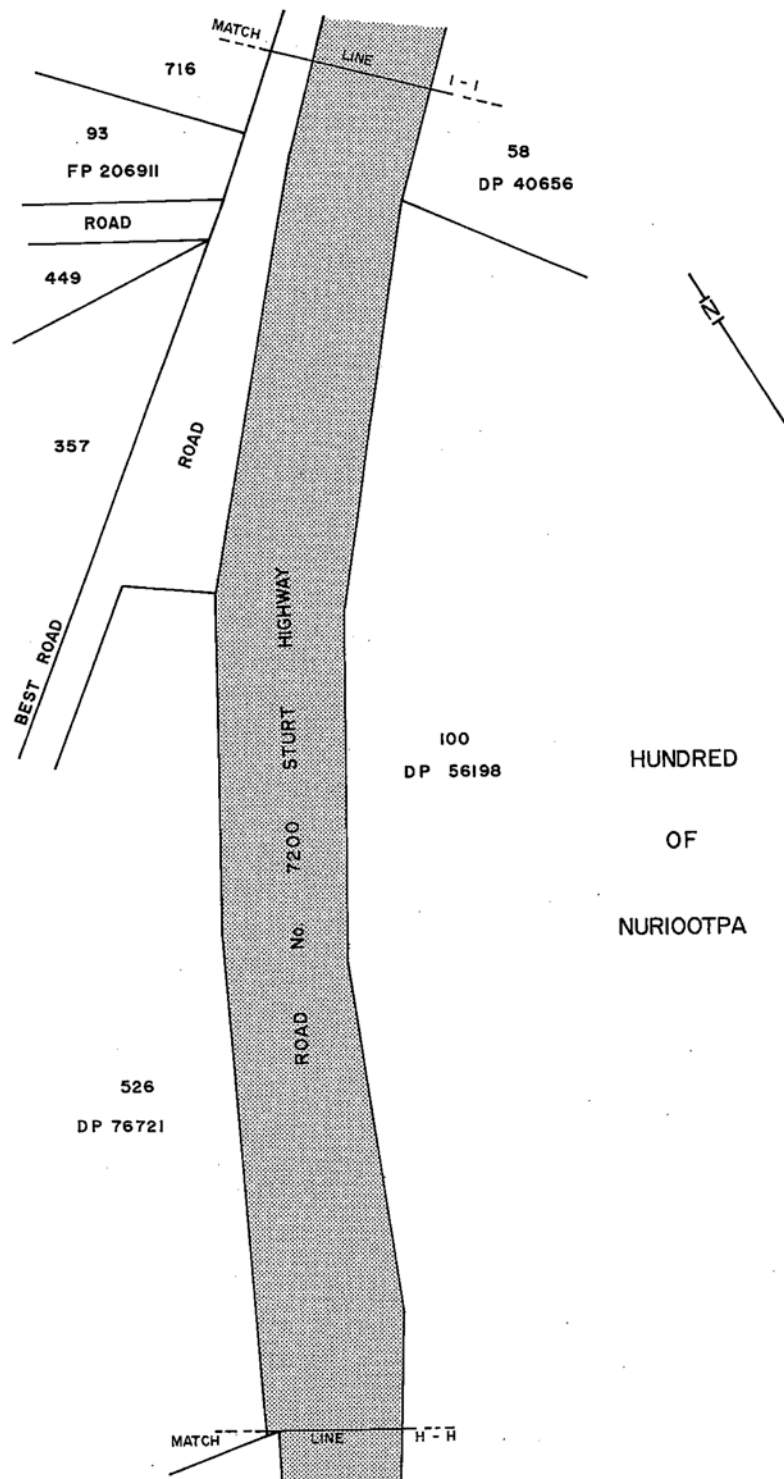 MATCH LINE I - I
716
93
FP 206911
58
DP 40656
ROAD
449
N
357
ROAD
BEST ROAD
ROAD No. 7200 STURT HIGHWAY
100
DP 56198
HUNDRED
OF
NURIOOTPA
526
DP 76721
MATCH LINE H - H